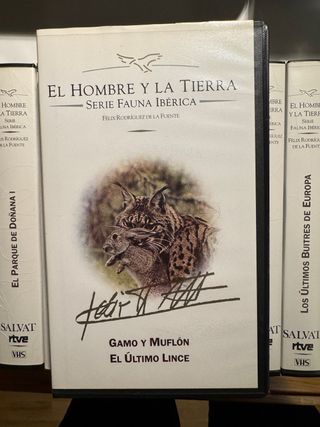 EL HOMBRE Y LA TIERRA
SERIE FAUNA IBÉRICA
FÉLIX RODRÍGUEZ DE LA FUENTE
GAMO Y MUFLÓN
EL ÚLTIMO LINCE
EL HOMBRE
Y LA TIERRA
SERIE
FAUNA IBÉRICA
FÉLIX RODRÍGUEZ
DE LA FUENTE
EL PARQUE DE DOÑANA I
SALVAT
rtve
VHS
EL HOMBRE
Y LA TIERRA
SERIE
FAUNA IBÉRICA
FÉLIX RODRÍGUEZ
DE LA FUENTE
LOS ÚLTIMOS BUITRES DE EUROPA
SALVAT
rtve
VHS